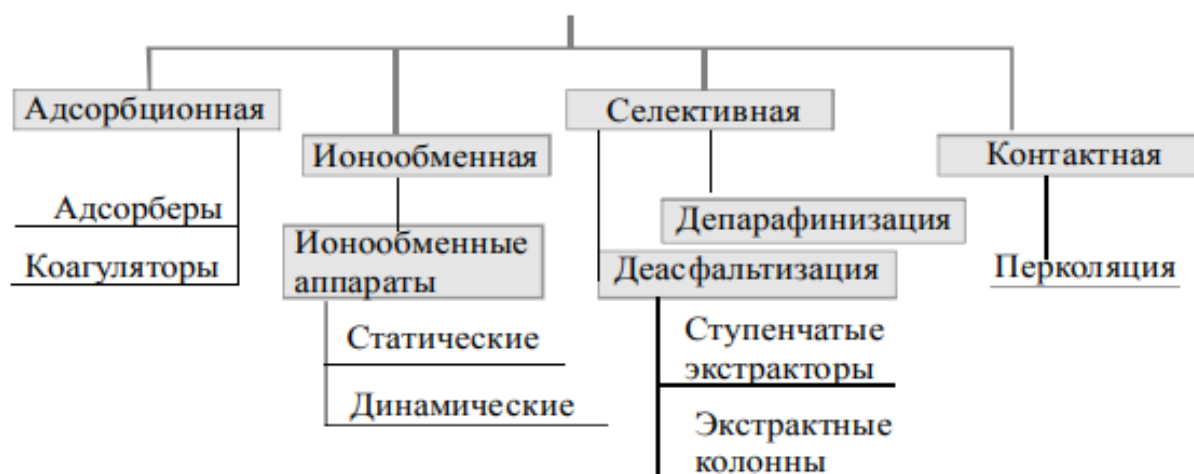 Адсорбционная
Адсорберы
Коагуляторы
Ионообменная
Ионообменные
аппараты
Статические
Динамические
Селективная
Депарафинизация
Деасфальтизация
Ступенчатые
экстракторы
Экстрактные
колонны
Контактная
Перколяция